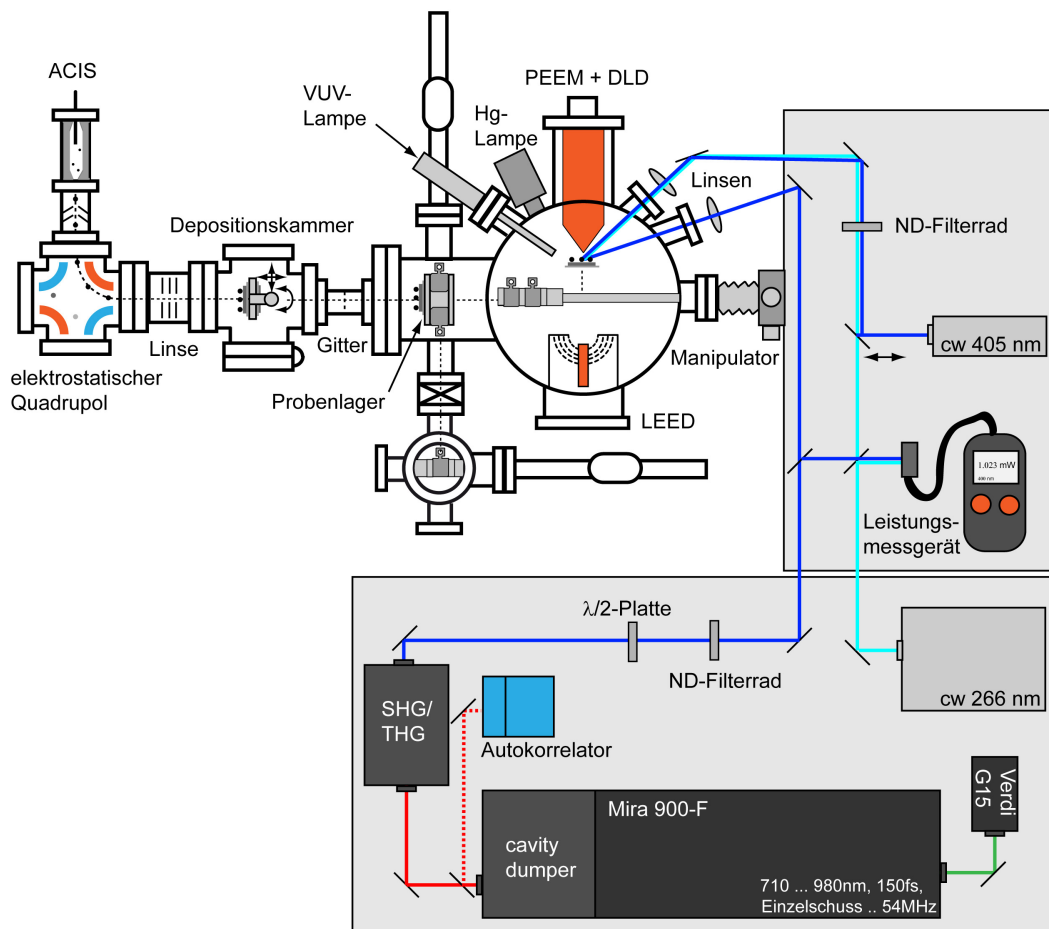 ACIS
VUV-
Lampe
Hg-
Lampe
PEEM + DLD
Linsen
ND-Filterrad
Depositionskammer
cw 405 nm
Linse
Gitter
Manipulator
elektrostatischer
Quadrupol
Probenlager
LEED
1.023 mW
400 nm
Leistungs-
messgerät
λ/2-Platte
ND-Filterrad
cw 266 nm
SHG/
THG
Autokorrelator
Verdi
G15
Mira 900-F
cavity
dumper
710 ... 980nm, 150fs,
Einzelschuss .. 54MHz